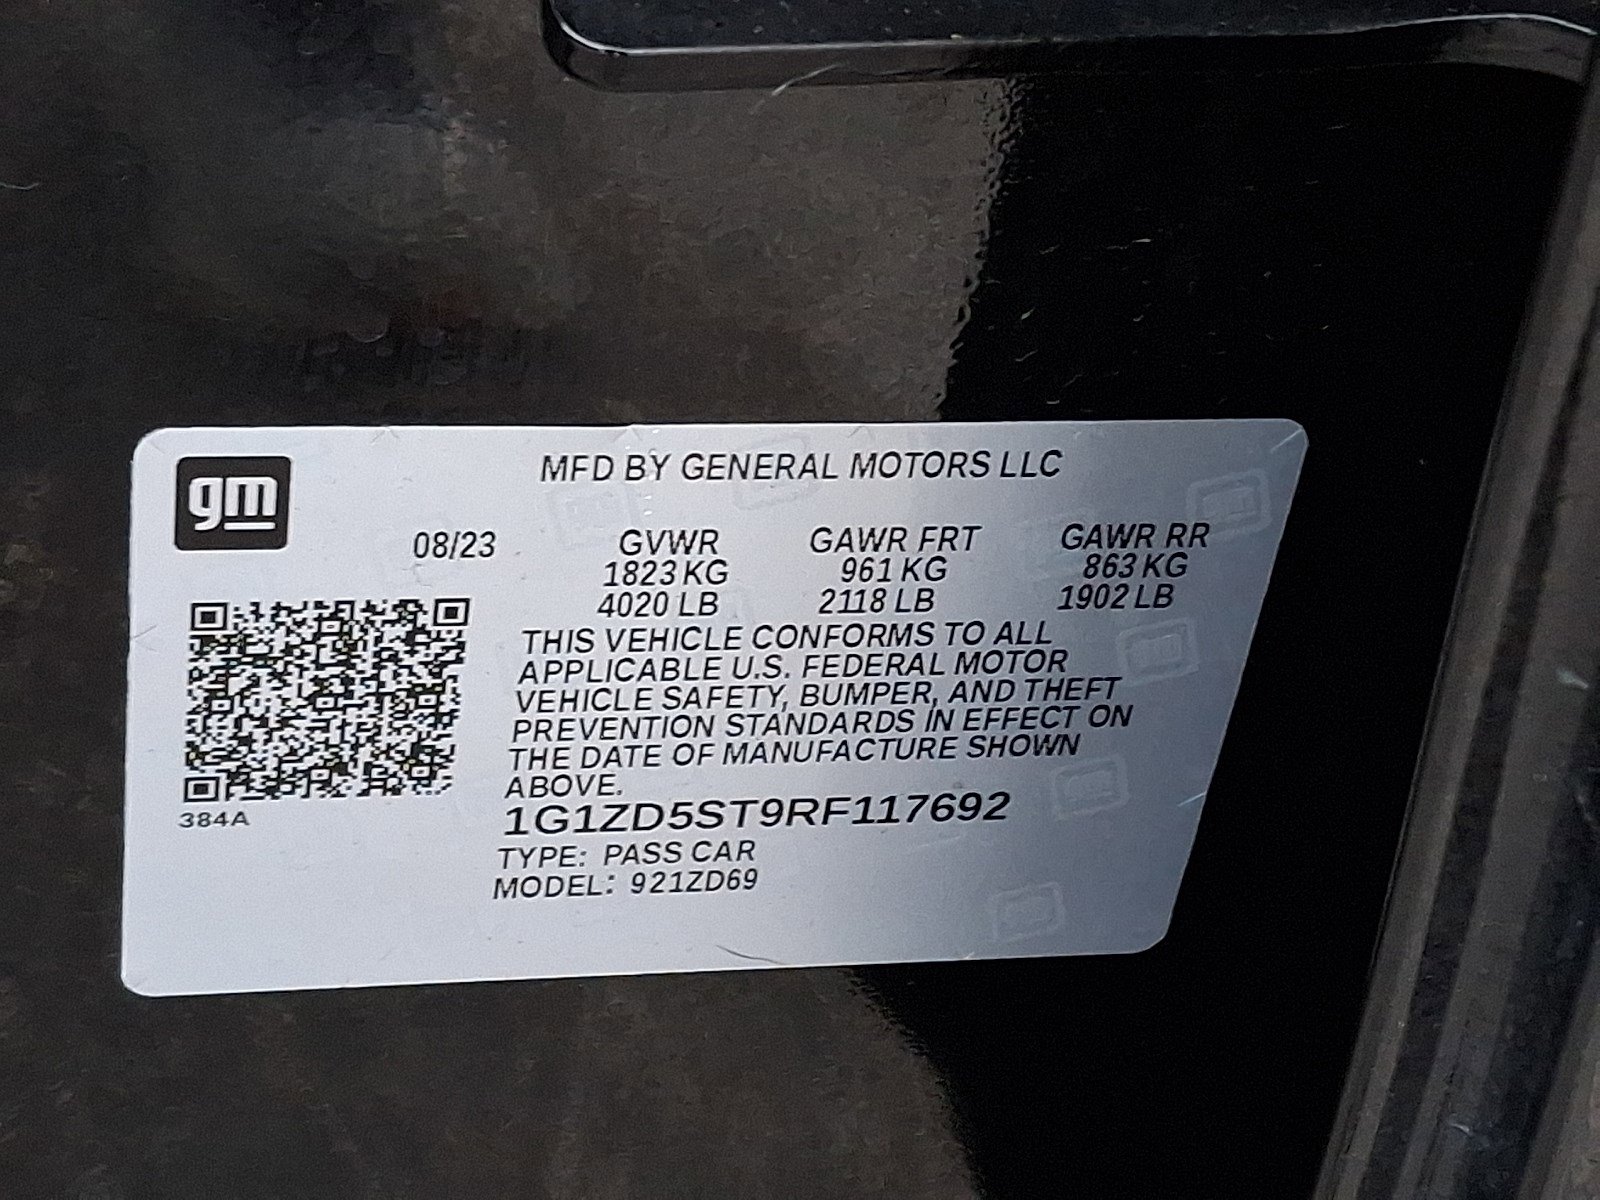 gm
MFD BY GENERAL MOTORS LLC
08/23 GVWR GAWR FRT GAWR RR
1823 KG 961 KG 863 KG
4020 LB 2118 LB 1902 LB
THIS VEHICLE CONFORMS TO ALL
APPLICABLE U.S. FEDERAL MOTOR
VEHICLE SAFETY, BUMPER, AND THEFT
PREVENTION STANDARDS IN EFFECT ON
THE DATE OF MANUFACTURE SHOWN
ABOVE.
384A
1G1ZD5ST9RF117692
TYPE: PASS CAR
MODEL: 921ZD69